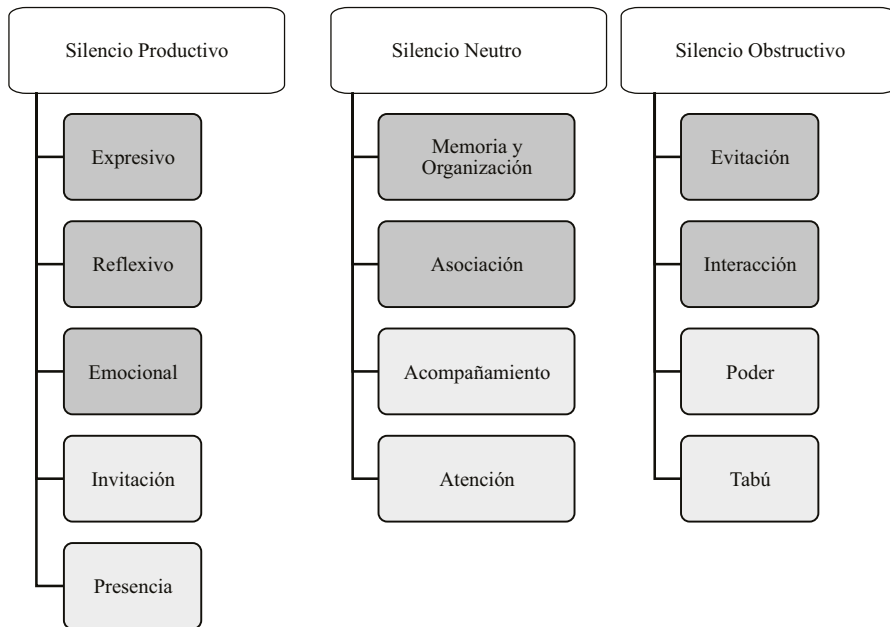 Silencio Productivo
Expresivo
Reflexivo
Emocional
Invitación
Presencia
Silencio Neutro
Memoria y
Organización
Asociación
Acompañamiento
Atención
Silencio Obstructivo
Evitación
Interacción
Poder
Tabú